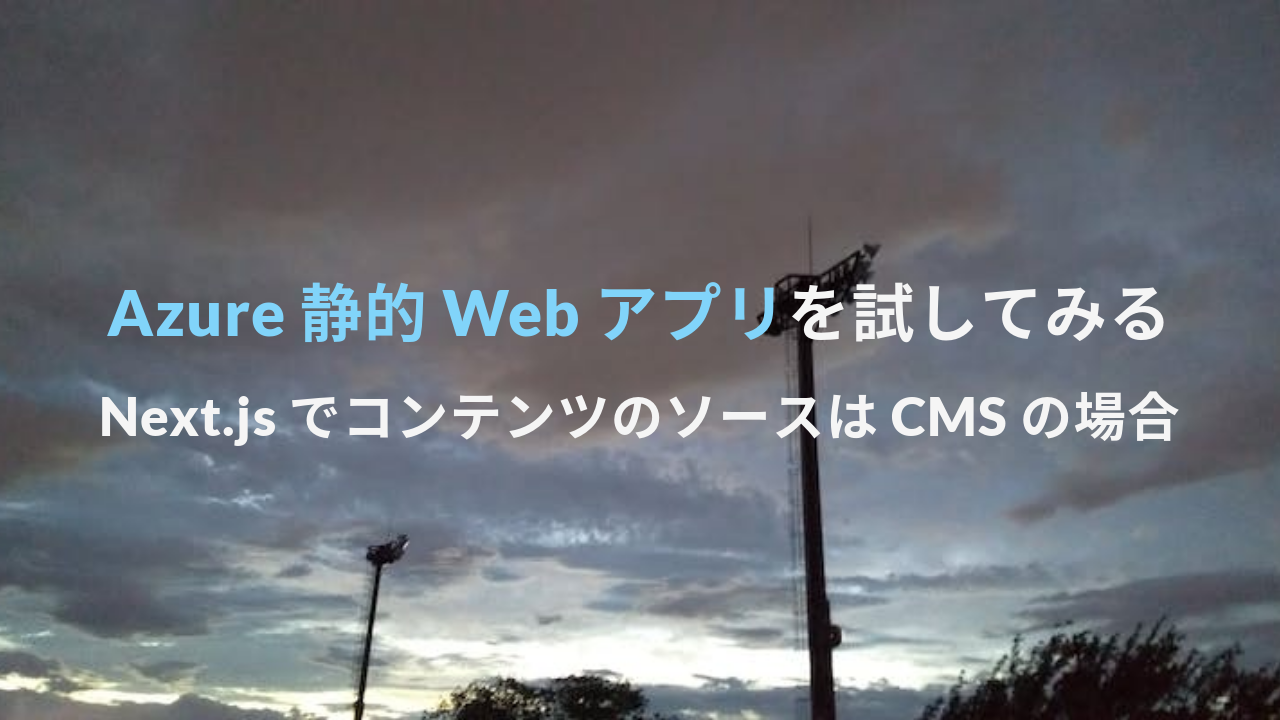 Azure 静的 Web アプリを試してみる
Next.js でコンテンツのソースは CMS の場合